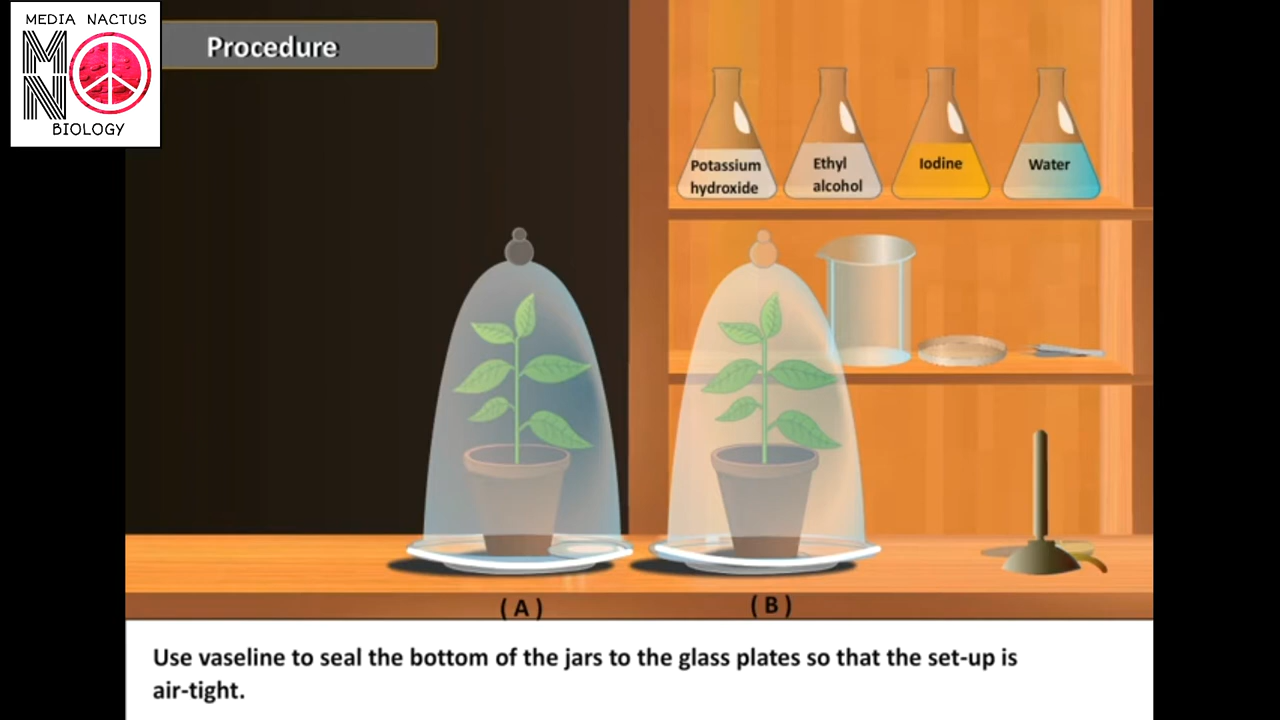 MEDIA NACTUS
MN
BIOLOGY
Procedure
Potassium
hydroxide
Ethyl
alcohol
Iodine
Water
( A )
( B )
Use vaseline to seal the bottom of the jars to the glass plates so that the set-up is
air-tight.